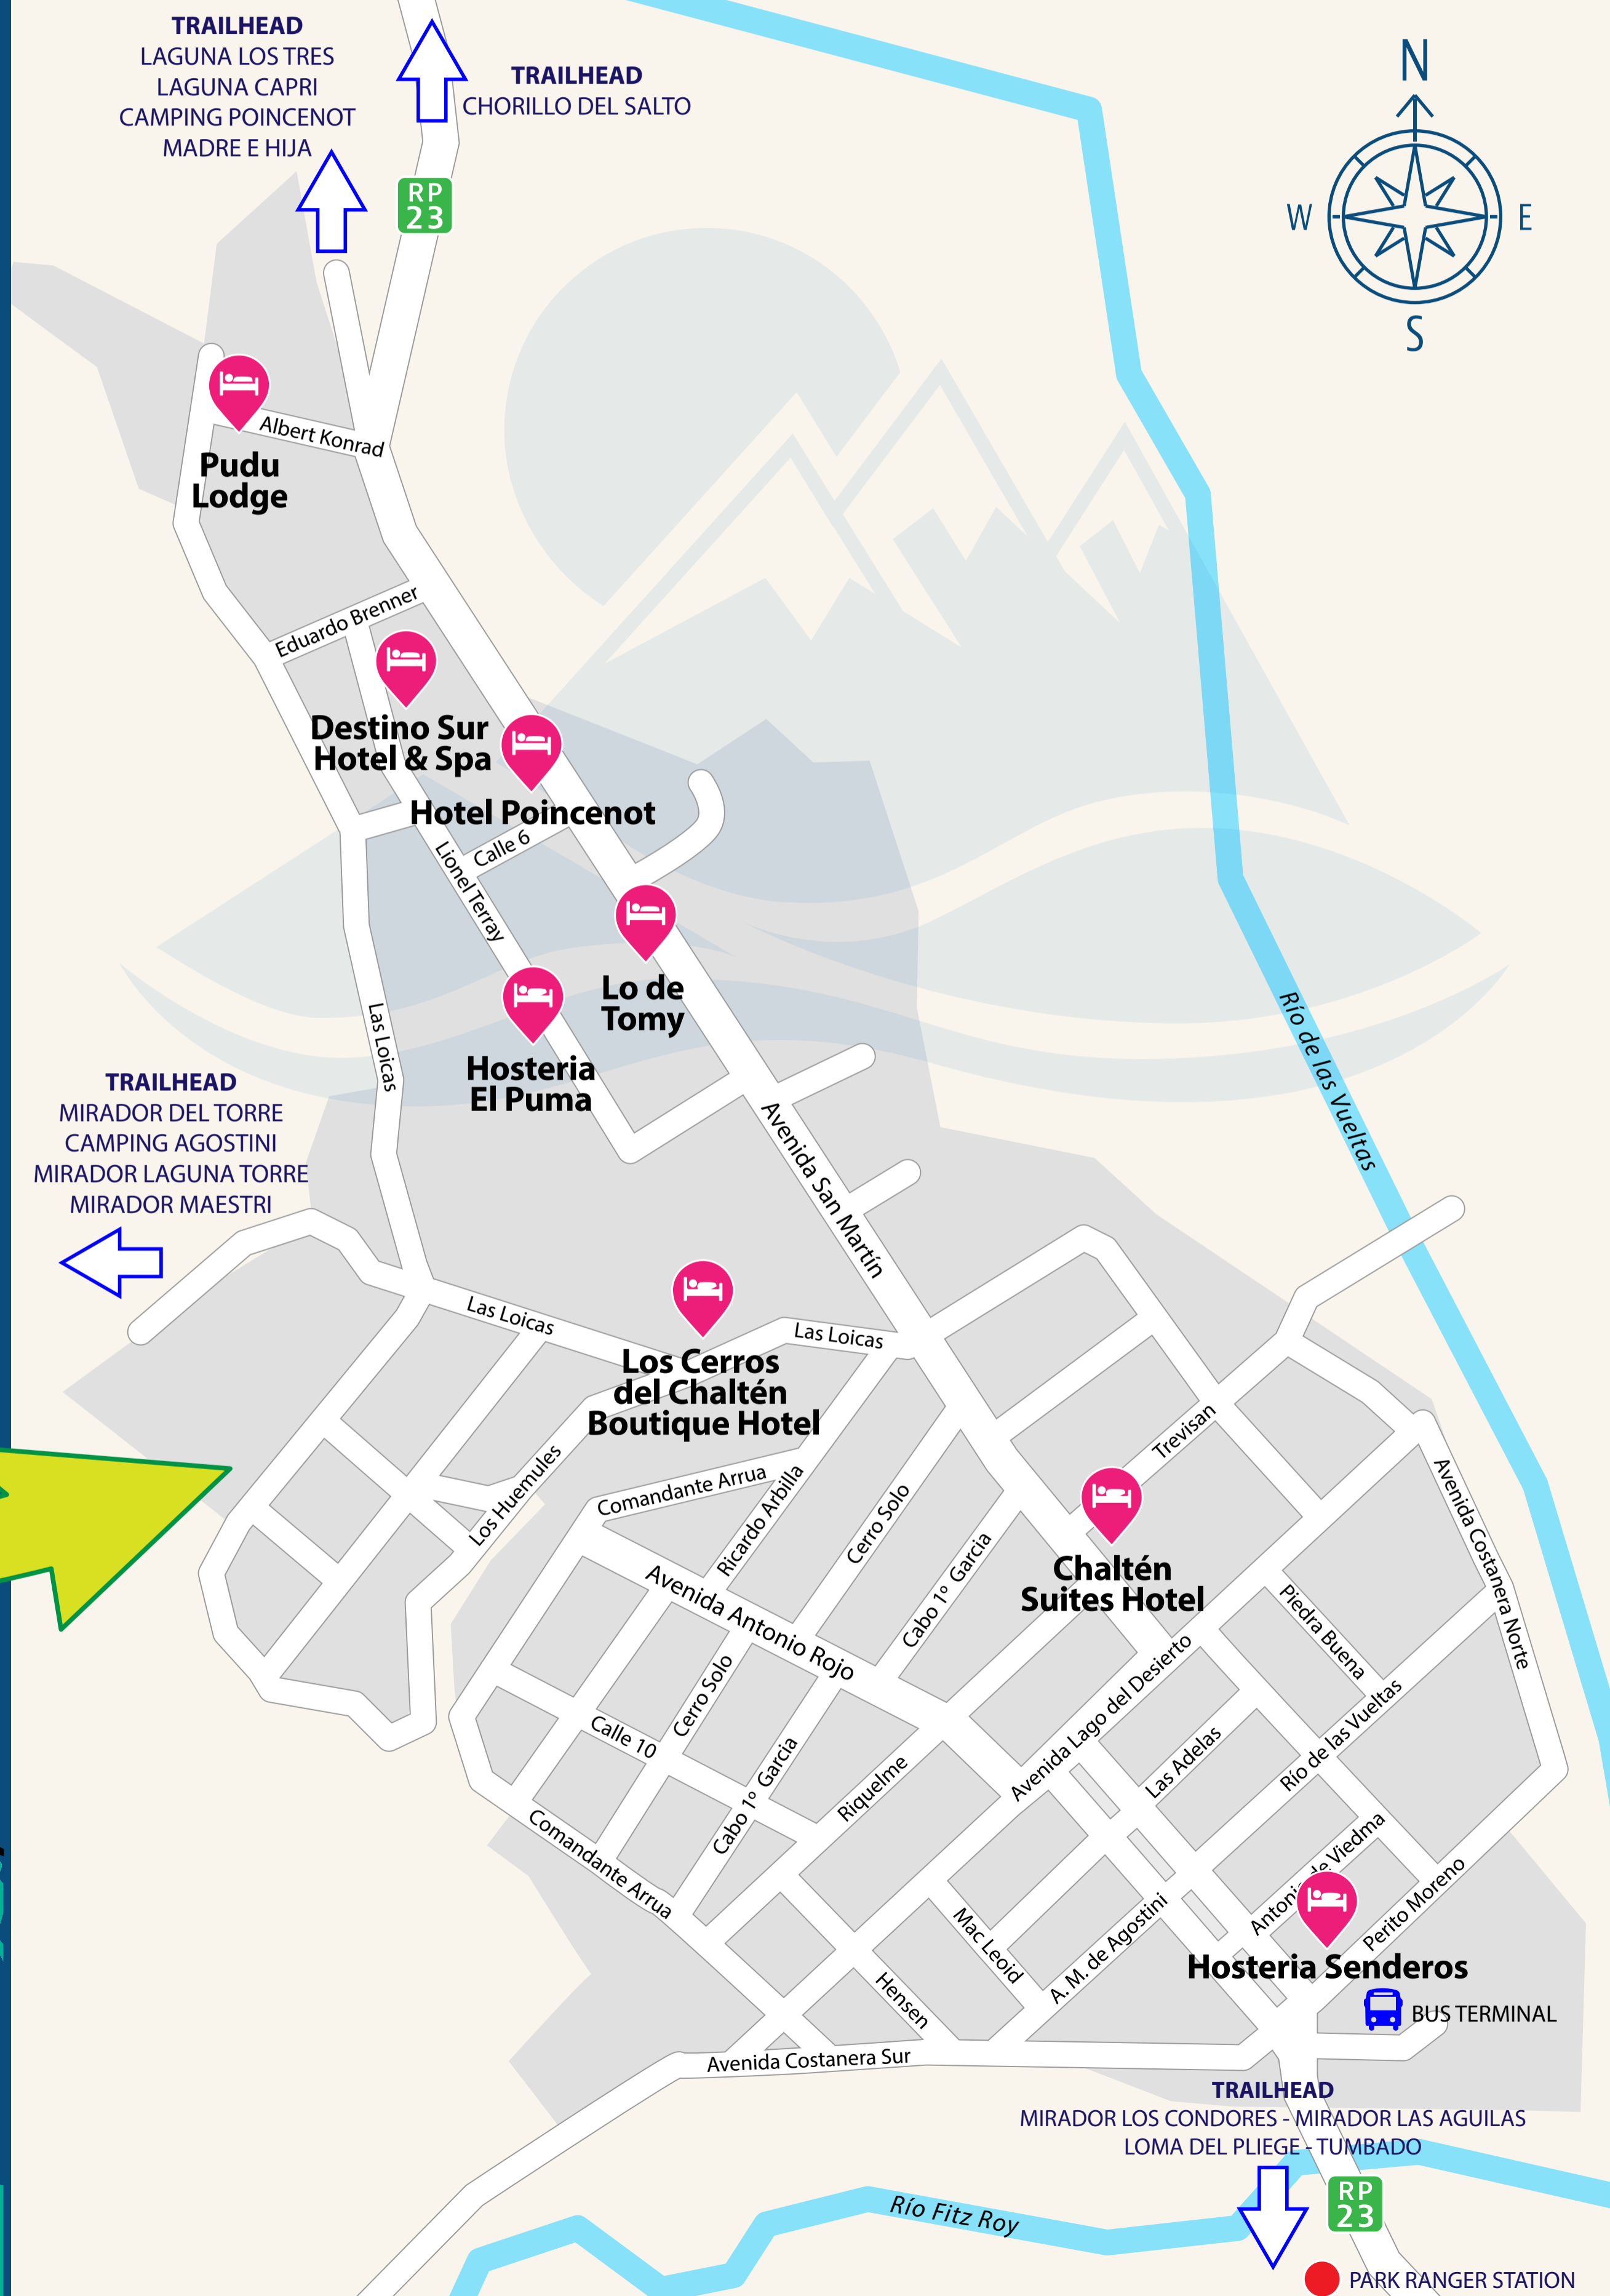 TRAILHEAD
LAGUNA LOS TRES
LAGUNA CAPRI
CAMPING POINCENOT
MADRE E HIJA
TRAILHEAD
CHORILLO DEL SALTO
N
W
E
S
RP
23
Albert Konrad
Pudu
Lodge
Eduardo Brenner
Destino Sur
Hotel & Spa
Hotel Poincenot
Calle 6
Lionel Terray
Lo de
Tomy
Las Loicas
Hosteria
El Puma
Río de las Vueltas
TRAILHEAD
MIRADOR DEL TORRE
CAMPING AGOSTINI
MIRADOR LAGUNA TORRE
MIRADOR MAESTRI
Avenida San Martín
Las Loicas
Las Loicas
Los Cerros
del Chaltén
Boutique Hotel
Trevisan
Los Huemules
Comandante Arrua
Ricardo Arbilla
Cerro Solo
Cabo 1º Garcia
Chaltén
Suites Hotel
Avenida Costanera Norte
Avenida Antonio Rojo
Piedra Buena
Cerro Solo
Calle 10
Avenida Lago del Desierto
Río de las Vueltas
Las Adelas
Cabo 1º Garcia
Riquelme
Comandante Arrua
Antonio de Viedma
Perito Moreno
Mac Leoid
A. M. de Agostini
Hensen
Hosteria Senderos
BUS TERMINAL
Avenida Costanera Sur
TRAILHEAD
MIRADOR LOS CONDORES - MIRADOR LAS AGUILAS
LOMA DEL PLIEGE - TUMBADO
Río Fitz Roy
RP
23
PARK RANGER STATION